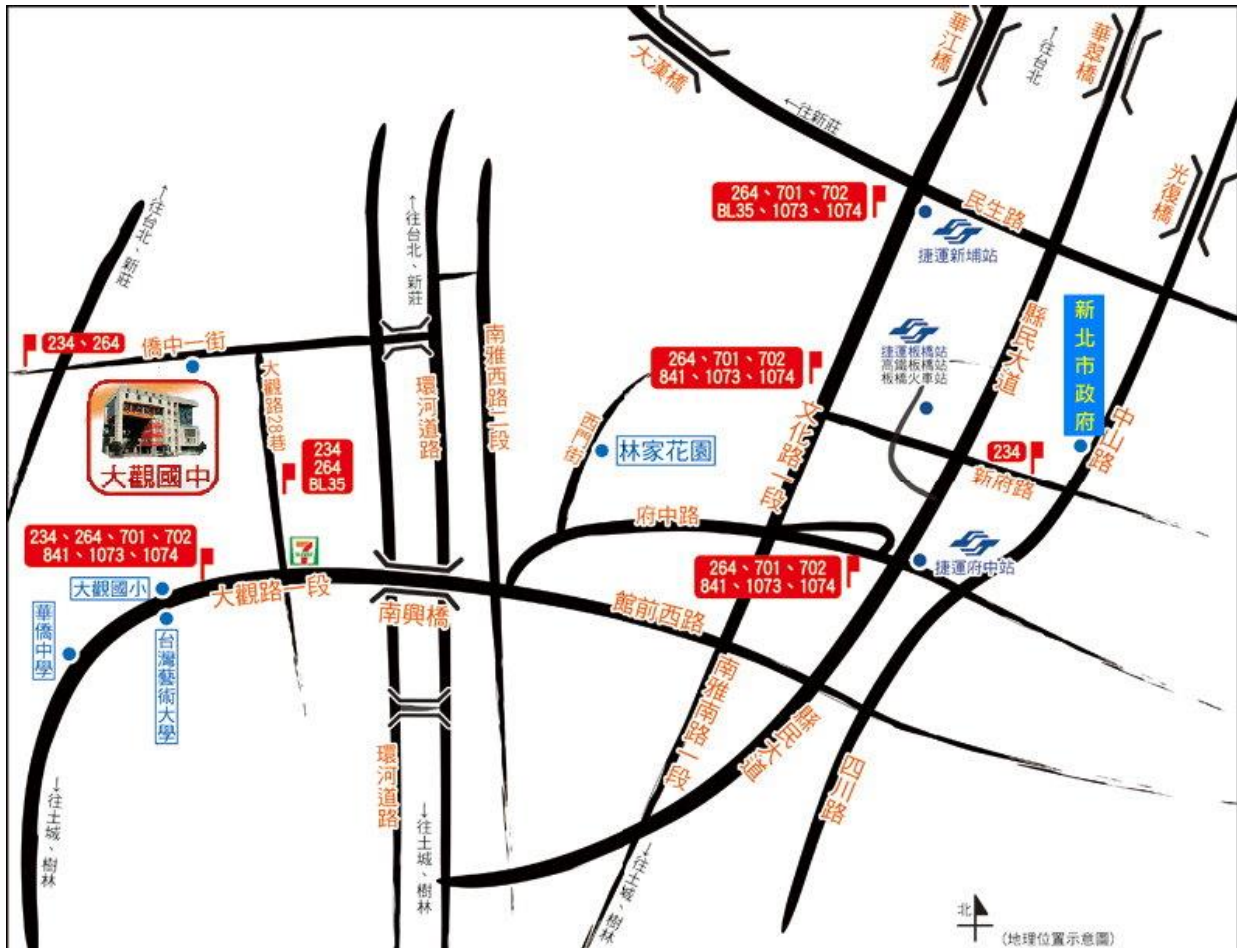 大漢橋
←往新莊
華江橋
↑往台北
華翠橋
光復橋
民生路
264、701、702
BL35、1073、1074
捷運新埔站
↑往台北、新莊
↑往台北、新莊
234、264
僑中一街
大觀路28巷
環河道路
南雅西路二段
264、701、702
841、1073、1074
捷運板橋站
高鐵板橋站
板橋火車站
縣民大道
新北市政府
中山路
大觀國中
234
264
BL35
西門街
林家花園
文化路一段
234
新府路
府中路
234、264、701、702
841、1073、1074
7
264、701、702
841、1073、1074
捷運府中站
大觀國小
大觀路一段
南興橋
館前西路
華僑中學
台灣藝術大學
南雅南路一段
縣民大道
四川路
環河道路
↓往土城、樹林
↓往土城、樹林
↓往土城、樹林
北
(地理位置示意圖)